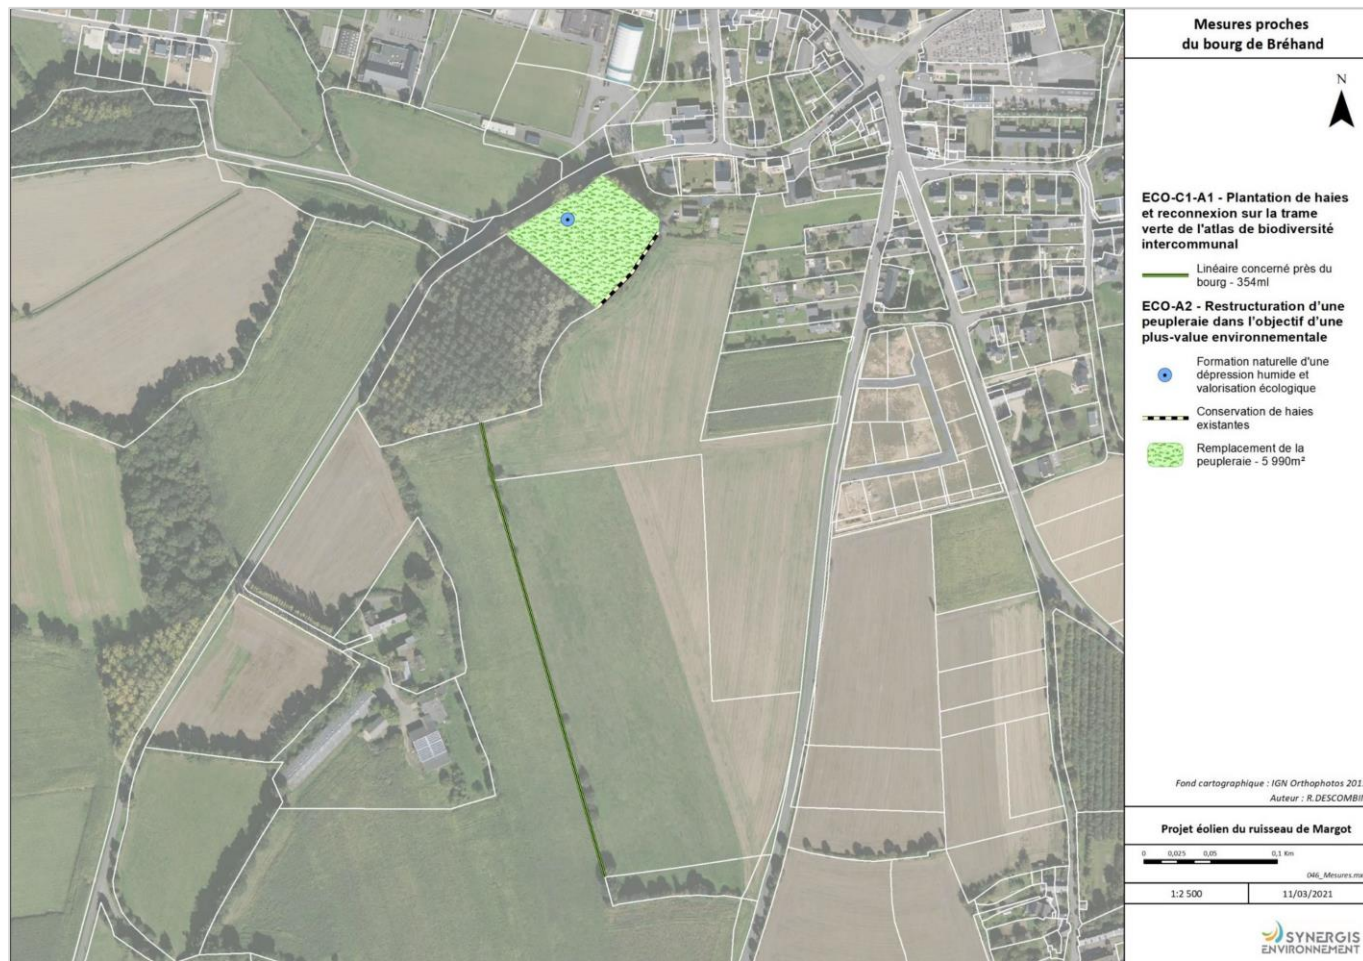 Mesures proches
du bourg de Bréhand
N
ECO-C1-A1 - Plantation de haies
et reconnexion sur la trame
verte de l'atlas de biodiversité
intercommunal
Linéaire concerné près du
bourg - 354ml
ECO-A2 - Restructuration d'une
peupleraie dans l'objectif d'une
plus-value environnementale
Formation naturelle d'une
dépression humide et
valorisation écologique
Conservation de haies
existantes
Remplacement de la
peupleraie - 5 990m²
Fond cartographique : IGN Orthophotos
Auteur :
Projet éolien du ruisseau de Margot
0 0,025 0,05 0,1 Km
1:2 500 11/03/2021
SYNERGIS
ENVIRONNEMENT